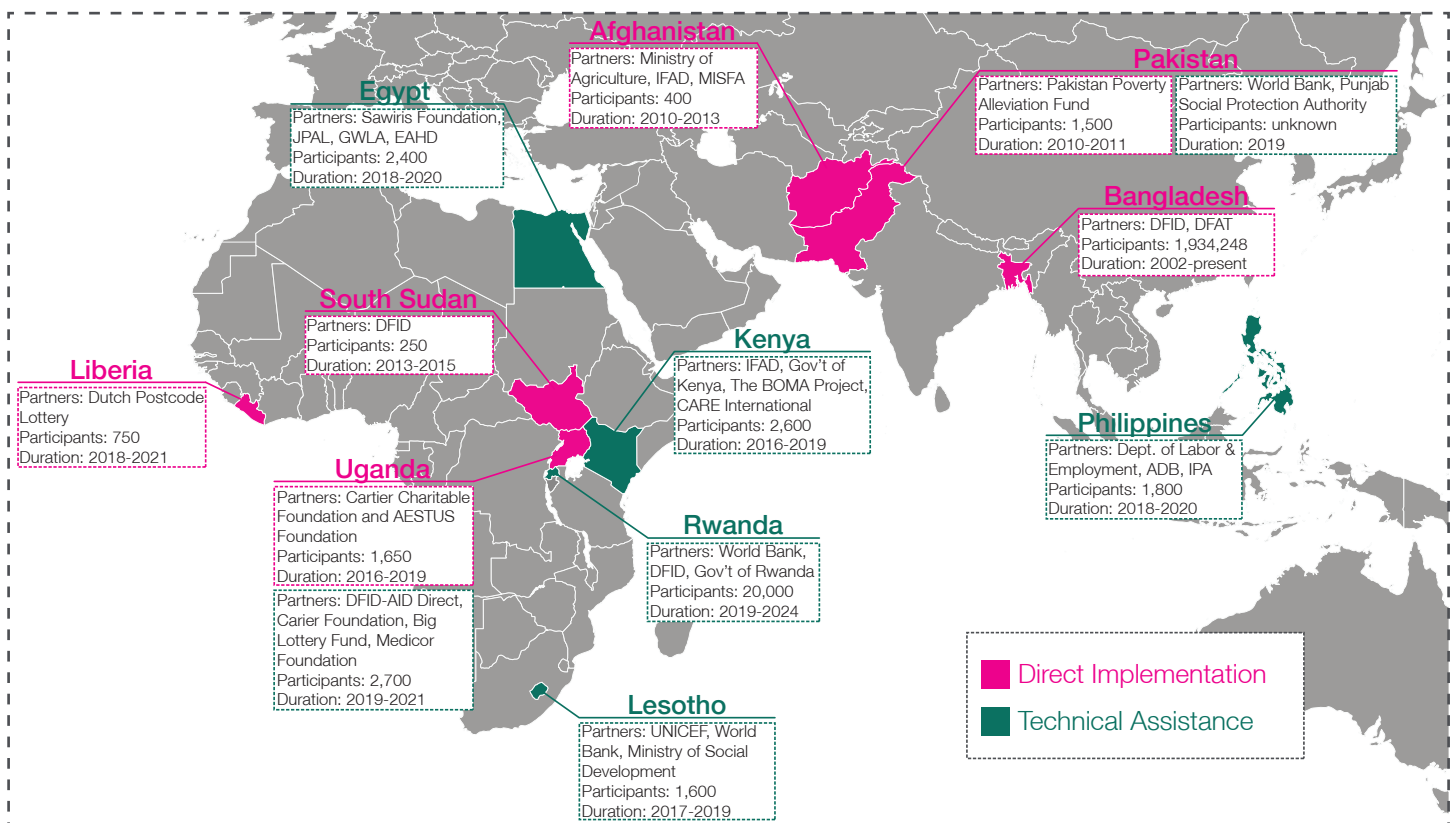 Afghanistan
Partners: Ministry of
Agriculture, IFAD, MISFA
Participants: 400
Duration: 2010-2013
Pakistan
Partners: Pakistan Poverty
Alleviation Fund
Participants: 1,500
Duration: 2010-2011
Partners: World Bank, Punjab
Social Protection Authority
Participants: unknown
Duration: 2019
Egypt
Partners: Sawiris Foundation,
JPAL, GWLA, EAHD
Participants: 2,400
Duration: 2018-2020
Bangladesh
Partners: DFID, DFAT
Participants: 1,934,248
Duration: 2002-present
South Sudan
Partners: DFID
Participants: 250
Duration: 2013-2015
Kenya
Partners: IFAD, Gov't of
Kenya, The BOMA Project,
CARE International
Participants: 2,600
Duration: 2016-2019
Liberia
Partners: Dutch Postcode
Lottery
Participants: 750
Duration: 2018-2021
Philippines
Partners: Dept. of Labor &
Employment, ADB, IPA
Participants: 1,800
Duration: 2018-2020
Uganda
Partners: Cartier Charitable
Foundation and AESTUS
Foundation
Participants: 1,650
Duration: 2016-2019
Partners: DFID-AID Direct,
Carier Foundation, Big
Lottery Fund, Medicor
Foundation
Participants: 2,700
Duration: 2019-2021
Rwanda
Partners: World Bank,
DFID, Gov't of Rwanda
Participants: 20,000
Duration: 2019-2024
Lesotho
Partners: UNICEF, World
Bank, Ministry of Social
Development
Participants: 1,600
Duration: 2017-2019
Direct Implementation
Technical Assistance